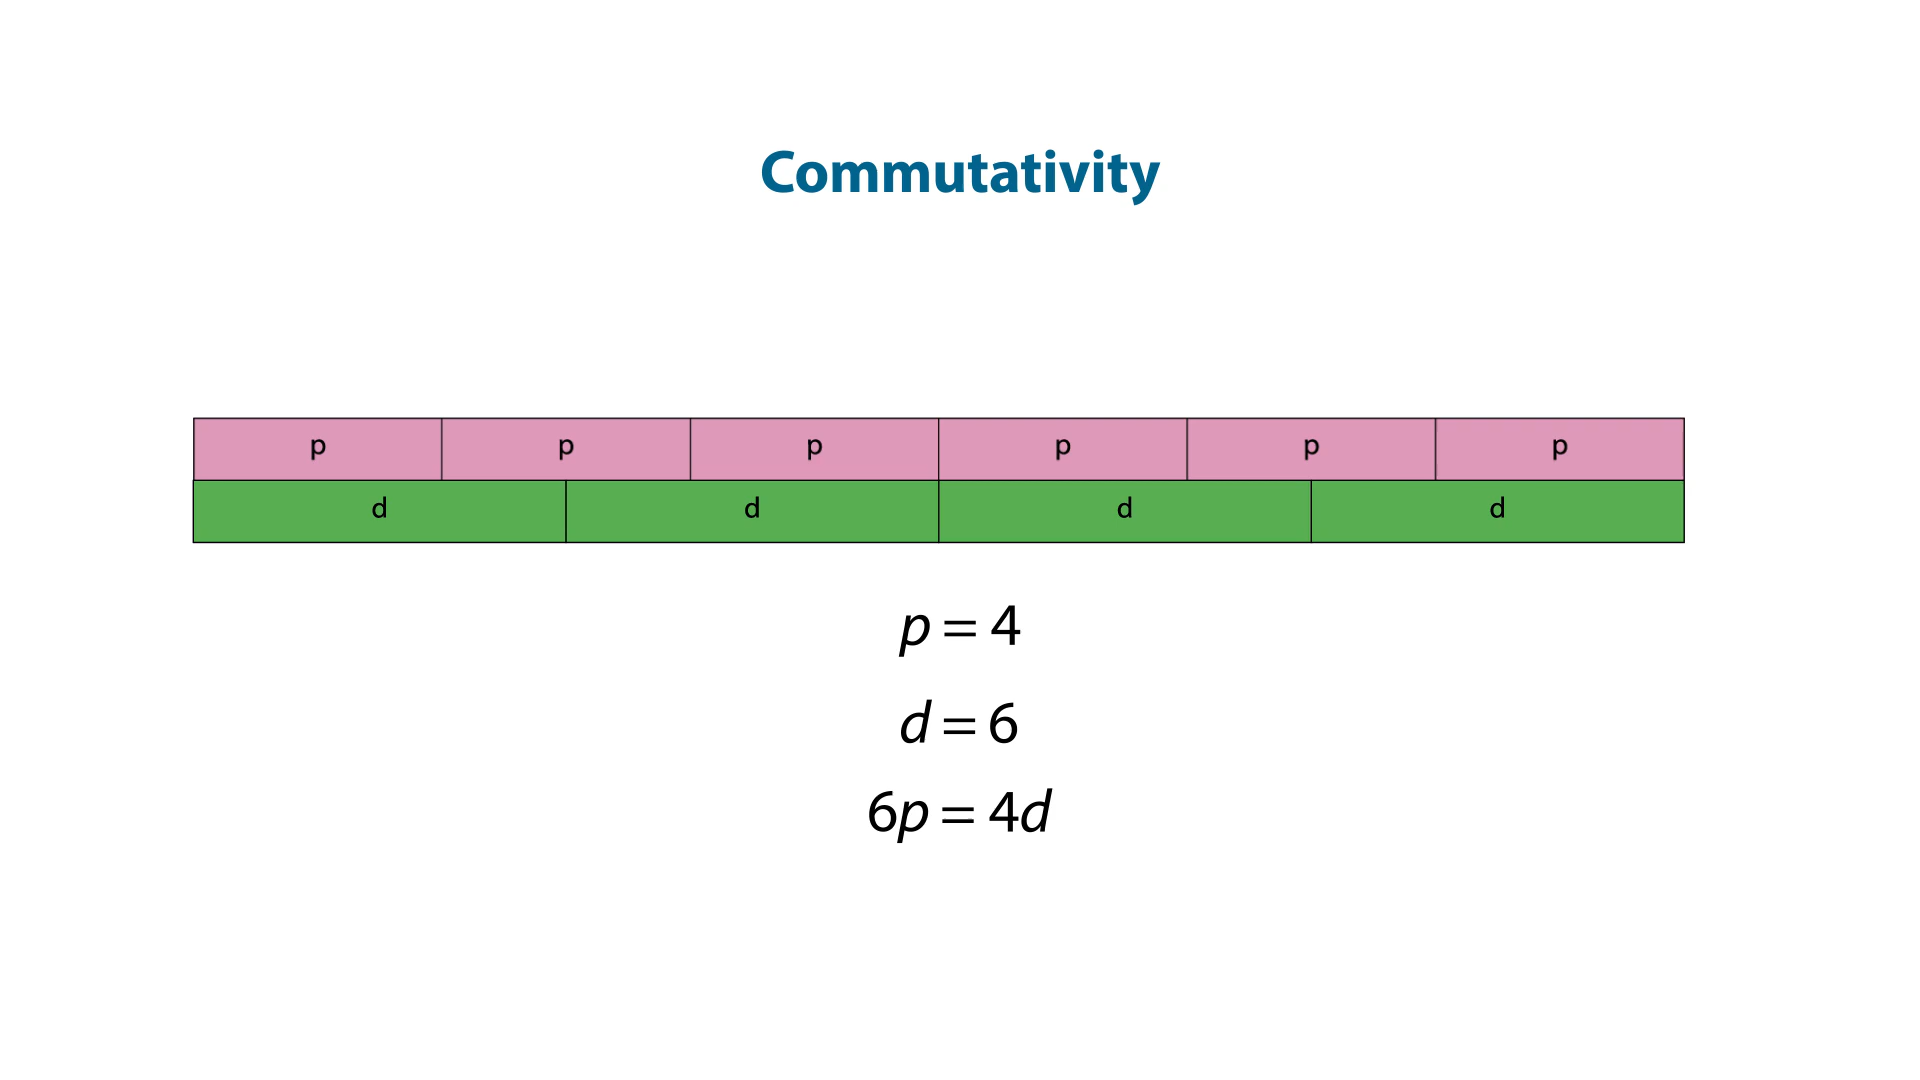 Commutativity
p p p p p p
d d d d
p = 4
d = 6
6p = 4d